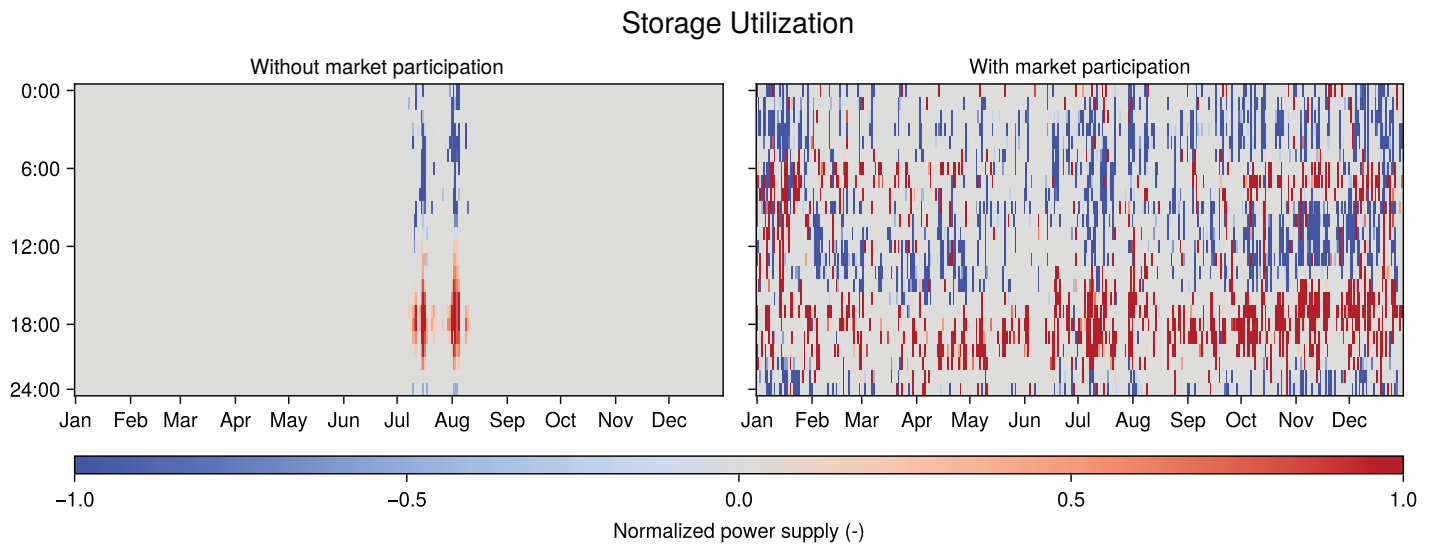 Storage Utilization
Without market participation
With market participation
0:00
6:00
12:00
18:00
24:00
Jan Feb Mar Apr May Jun Jul Aug Sep Oct Nov Dec
Jan Feb Mar Apr May Jun Jul Aug Sep Oct Nov Dec
−1.0 −0.5 0.0 0.5 1.0
Normalized power supply (-)